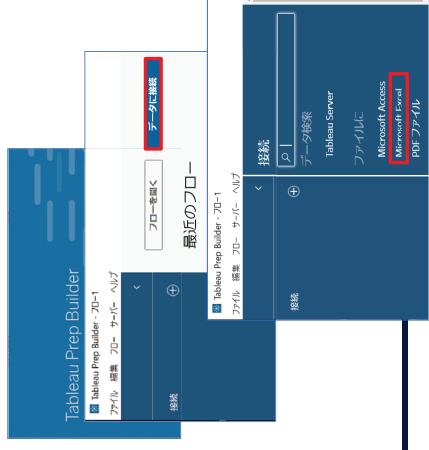 Tableau Prep Builder
Tableau Prep Builder - フロー1
ファイル 編集 フロー サーバー ヘルプ
接続
フローを開く
データに接続
最近のフロー
Tableau Prep Builder - フロー1
ファイル 編集 フロー サーバー ヘルプ
接続
接続
データ検索
Tableau Server
ファイルに
Microsoft Access
Microsoft Excel
PDF ファイル